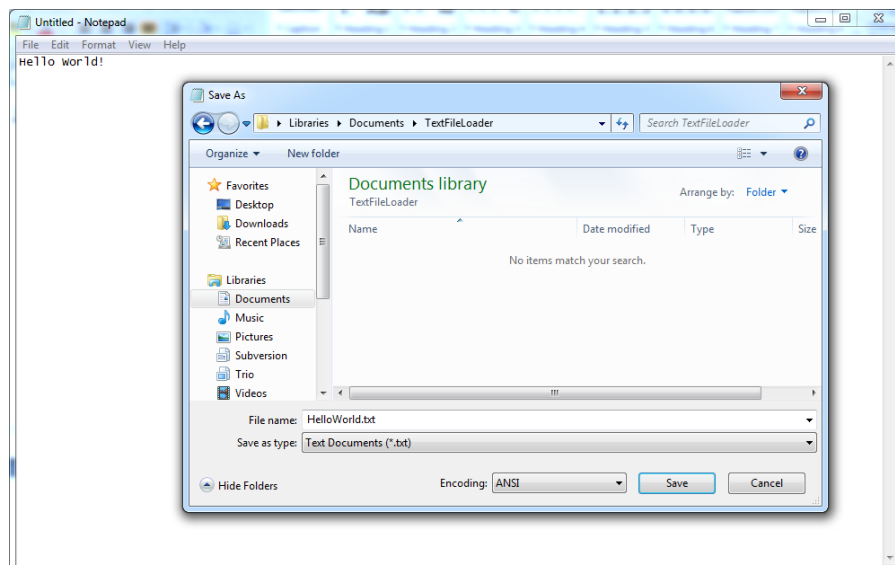 Untitled - Notepad
File Edit Format View Help
Hello World!
Save As
Libraries Documents TextFileLoader
Search TextFileLoader
Organize New folder
Favorites
Desktop
Downloads
Recent Places
Libraries
Documents
Music
Pictures
Subversion
Trio
Videos
Documents library
TextFileLoader
Arrange by: Folder
Name Date modified Type Size
No items match your search.
File name: HelloWorld.txt
Save as type: Text Documents (*.txt)
Hide Folders
Encoding: ANSI
Save Cancel